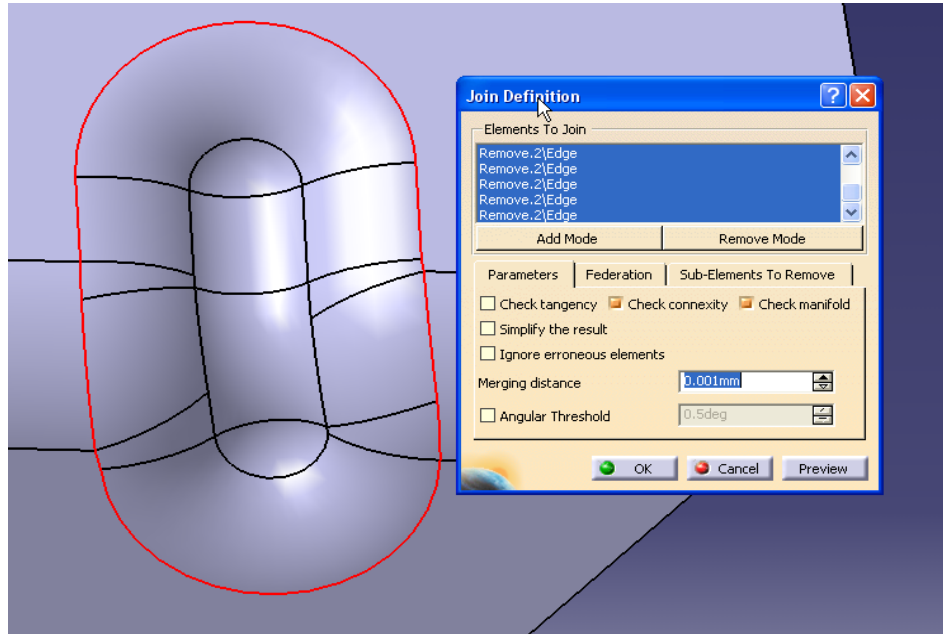 Join Definition
Elements To Join
Remove.2\Edge
Remove.2\Edge
Remove.2\Edge
Remove.2\Edge
Remove.2\Edge
Add Mode Remove Mode
Parameters Federation Sub-Elements To Remove
Check tangency Check connexity Check manifold
Simplify the result
Ignore erroneous elements
Merging distance 0.001mm
Angular Threshold 0.5deg
OK Cancel Preview